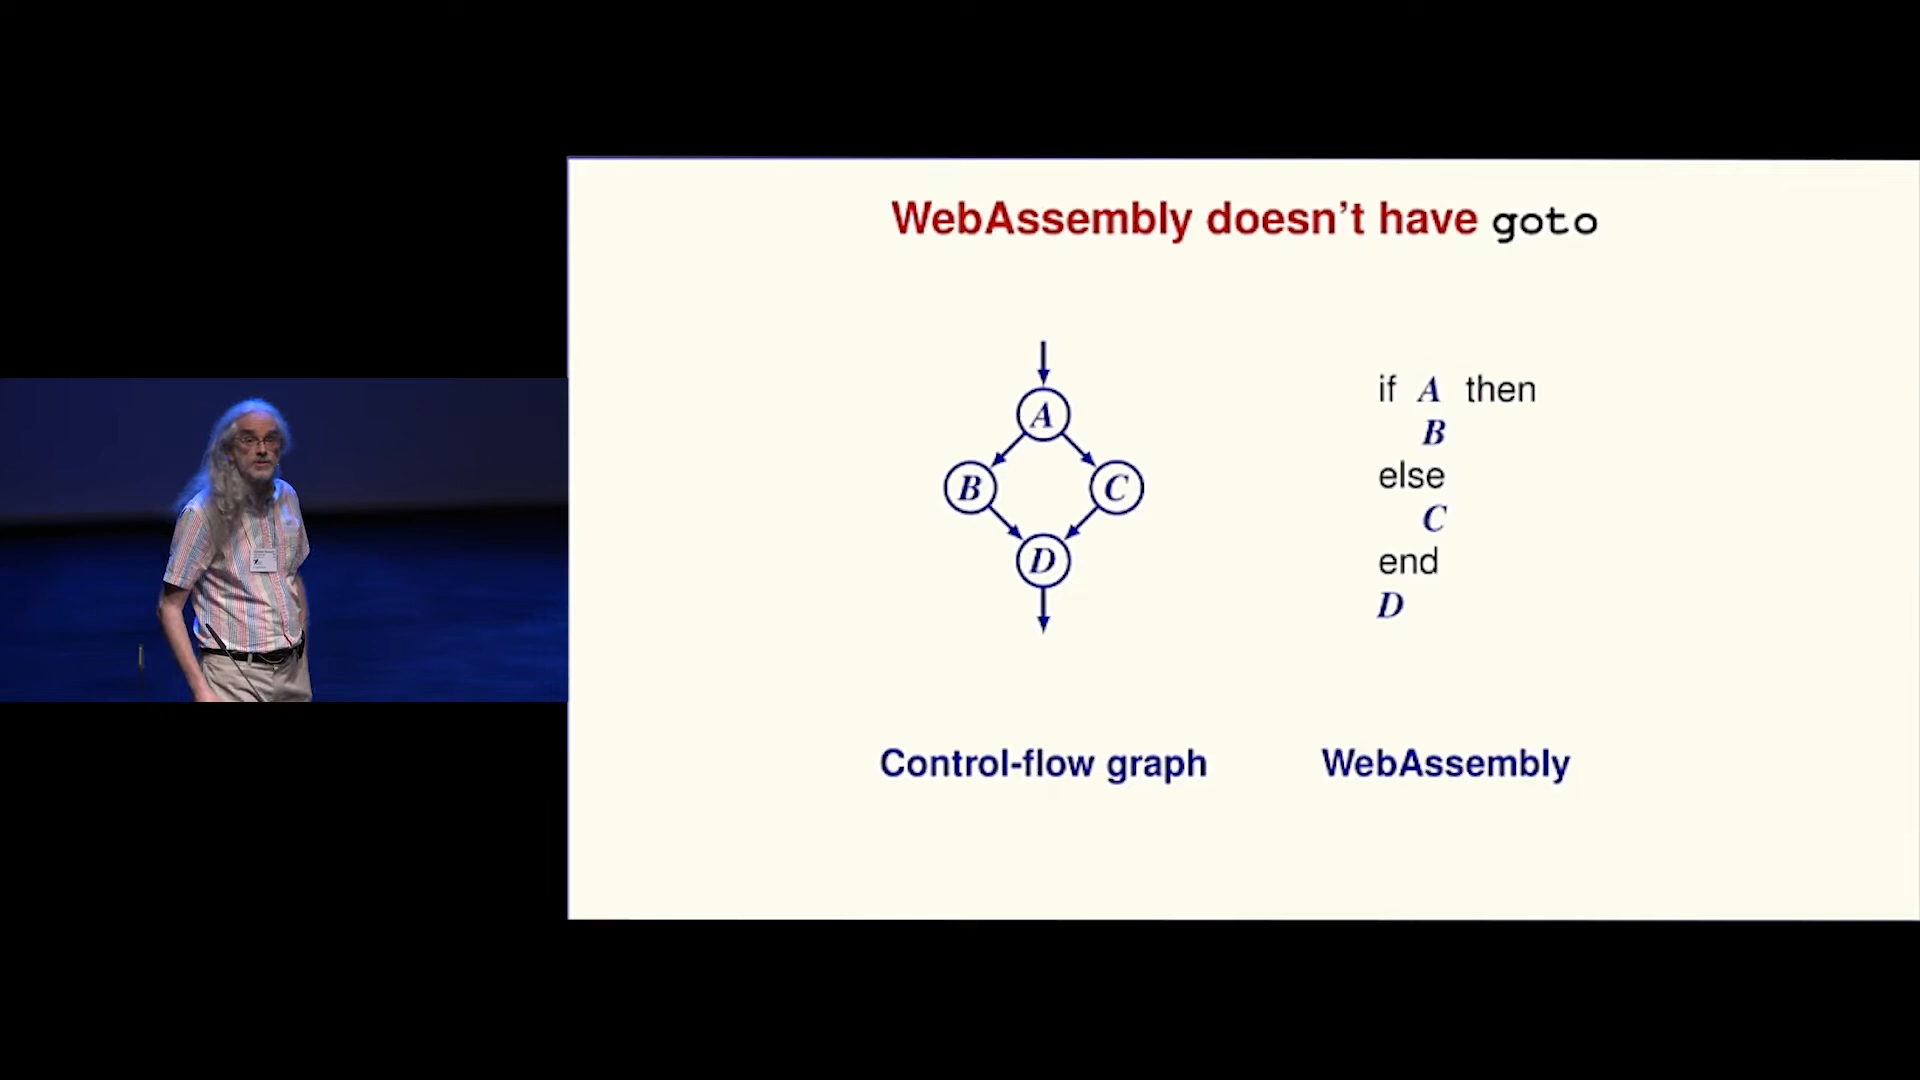 WebAssembly doesn't have goto
A
B C
D
if A then
B
else
C
end
D
Control-flow graph
WebAssembly